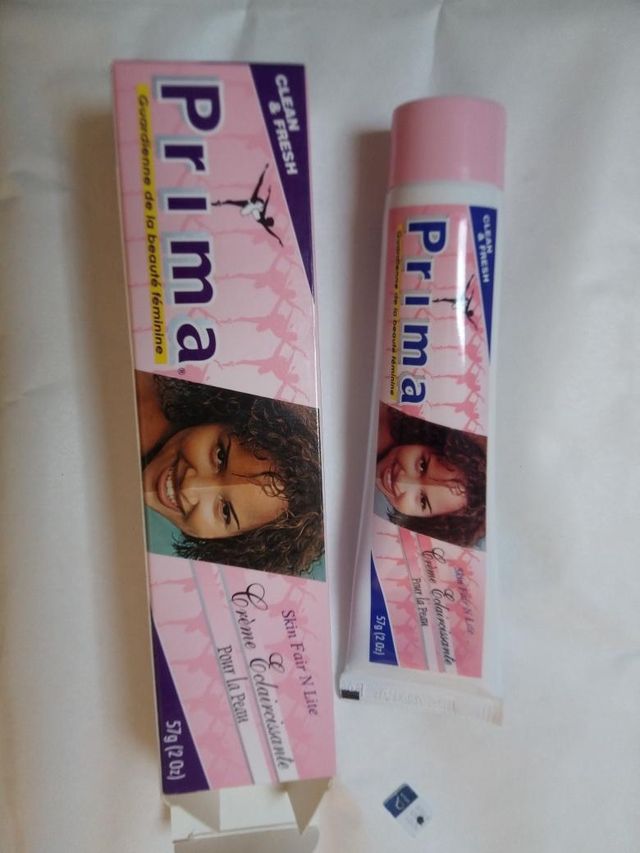 CLEAN
& FRESH
Prima®
Guardienne de la beauté féminine
Skin Fair N Lite
Crème Eclaircissante
Pour la Peau
57g (2 Oz)
CLEAN
& FRESH
Prima
Guardienne de la beauté féminine
Skin Fair N Lite
Crème Eclaircissante
Pour la Peau
57g (2 Oz)